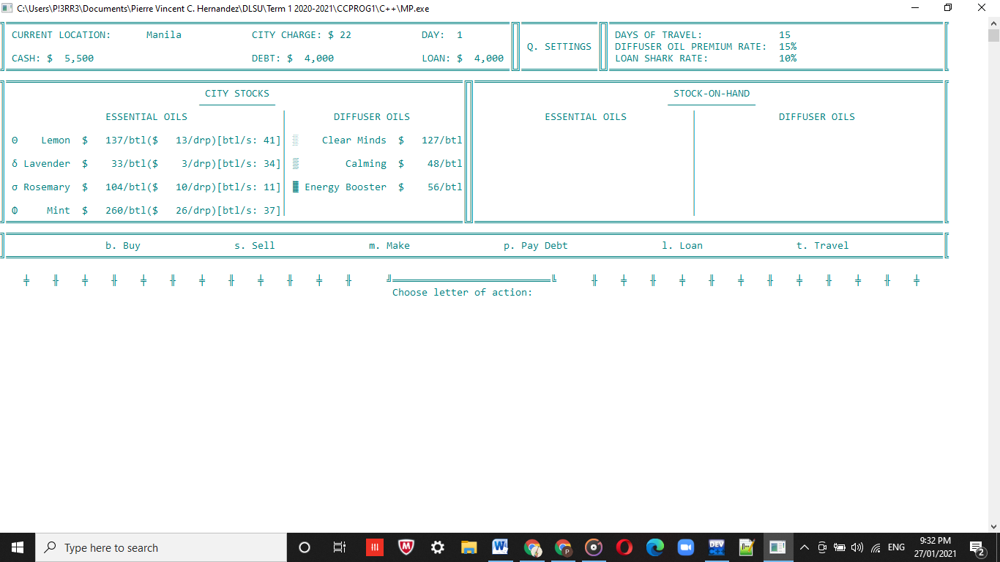 C:\Users\P!3RR3\Documents\Pierre Vincent C. Hernandez\DLSU\Term 1 2020-2021\CCPROG1\C++\MP.exe
CURRENT LOCATION: Manila CITY CHARGE: $ 22 DAY: 1
CASH: $ 5,500 DEBT: $ 4,000 LOAN: $ 4,000
Q. SETTINGS
DAYS OF TRAVEL: 15
DIFFUSER OIL PREMIUM RATE: 15%
LOAN SHARK RATE: 10%
CITY STOCKS
ESSENTIAL OILS DIFFUSER OILS
Θ Lemon $ 137/btl($ 13/drp)[btl/s: 41] ░ Clear Minds $ 127/btl
δ Lavender $ 33/btl($ 3/drp)[btl/s: 34] ▒ Calming $ 48/btl
σ Rosemary $ 104/btl($ 10/drp)[btl/s: 11] ▓ Energy Booster $ 56/btl
Φ Mint $ 260/btl($ 26/drp)[btl/s: 37]
STOCK-ON-HAND
ESSENTIAL OILS DIFFUSER OILS
b. Buy s. Sell m. Make p. Pay Debt l. Loan t. Travel
Choose letter of action:
Type here to search
DEV
ENG
9:32 PM
27/01/2021
2